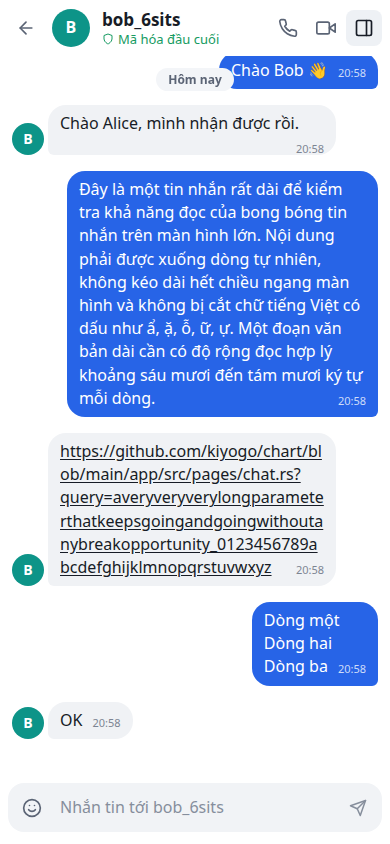 B
bob_6sits
Mã hóa đầu cuối
Chào Bob 👋 20:58
Hôm nay
Chào Alice, mình nhận được rồi.
20:58
B
Đây là một tin nhắn rất dài để kiểm
tra khả năng đọc của bong bóng tin
nhắn trên màn hình lớn. Nội dung
phải được xuống dòng tự nhiên,
không kéo dài hết chiều ngang màn
hình và không bị cắt chữ tiếng Việt có
dấu như ẩ, ặ, ỗ, ữ, ự. Một đoạn văn
bản dài cần có độ rộng đọc hợp lý
khoảng sáu mươi đến tám mươi ký tự
mỗi dòng. 20:58
https://github.com/kiyogo/chart/bl
ob/main/app/src/pages/chat.rs?
query=averyveryverylongparamete
rthatkeepsgoingandgoingwithouta
nybreakopportunity_0123456789a
bcdefghijklmnopqrstuvwxyz 20:58
B
Dòng một
Dòng hai
Dòng ba 20:58
B
OK 20:58
Nhắn tin tới bob_6sits